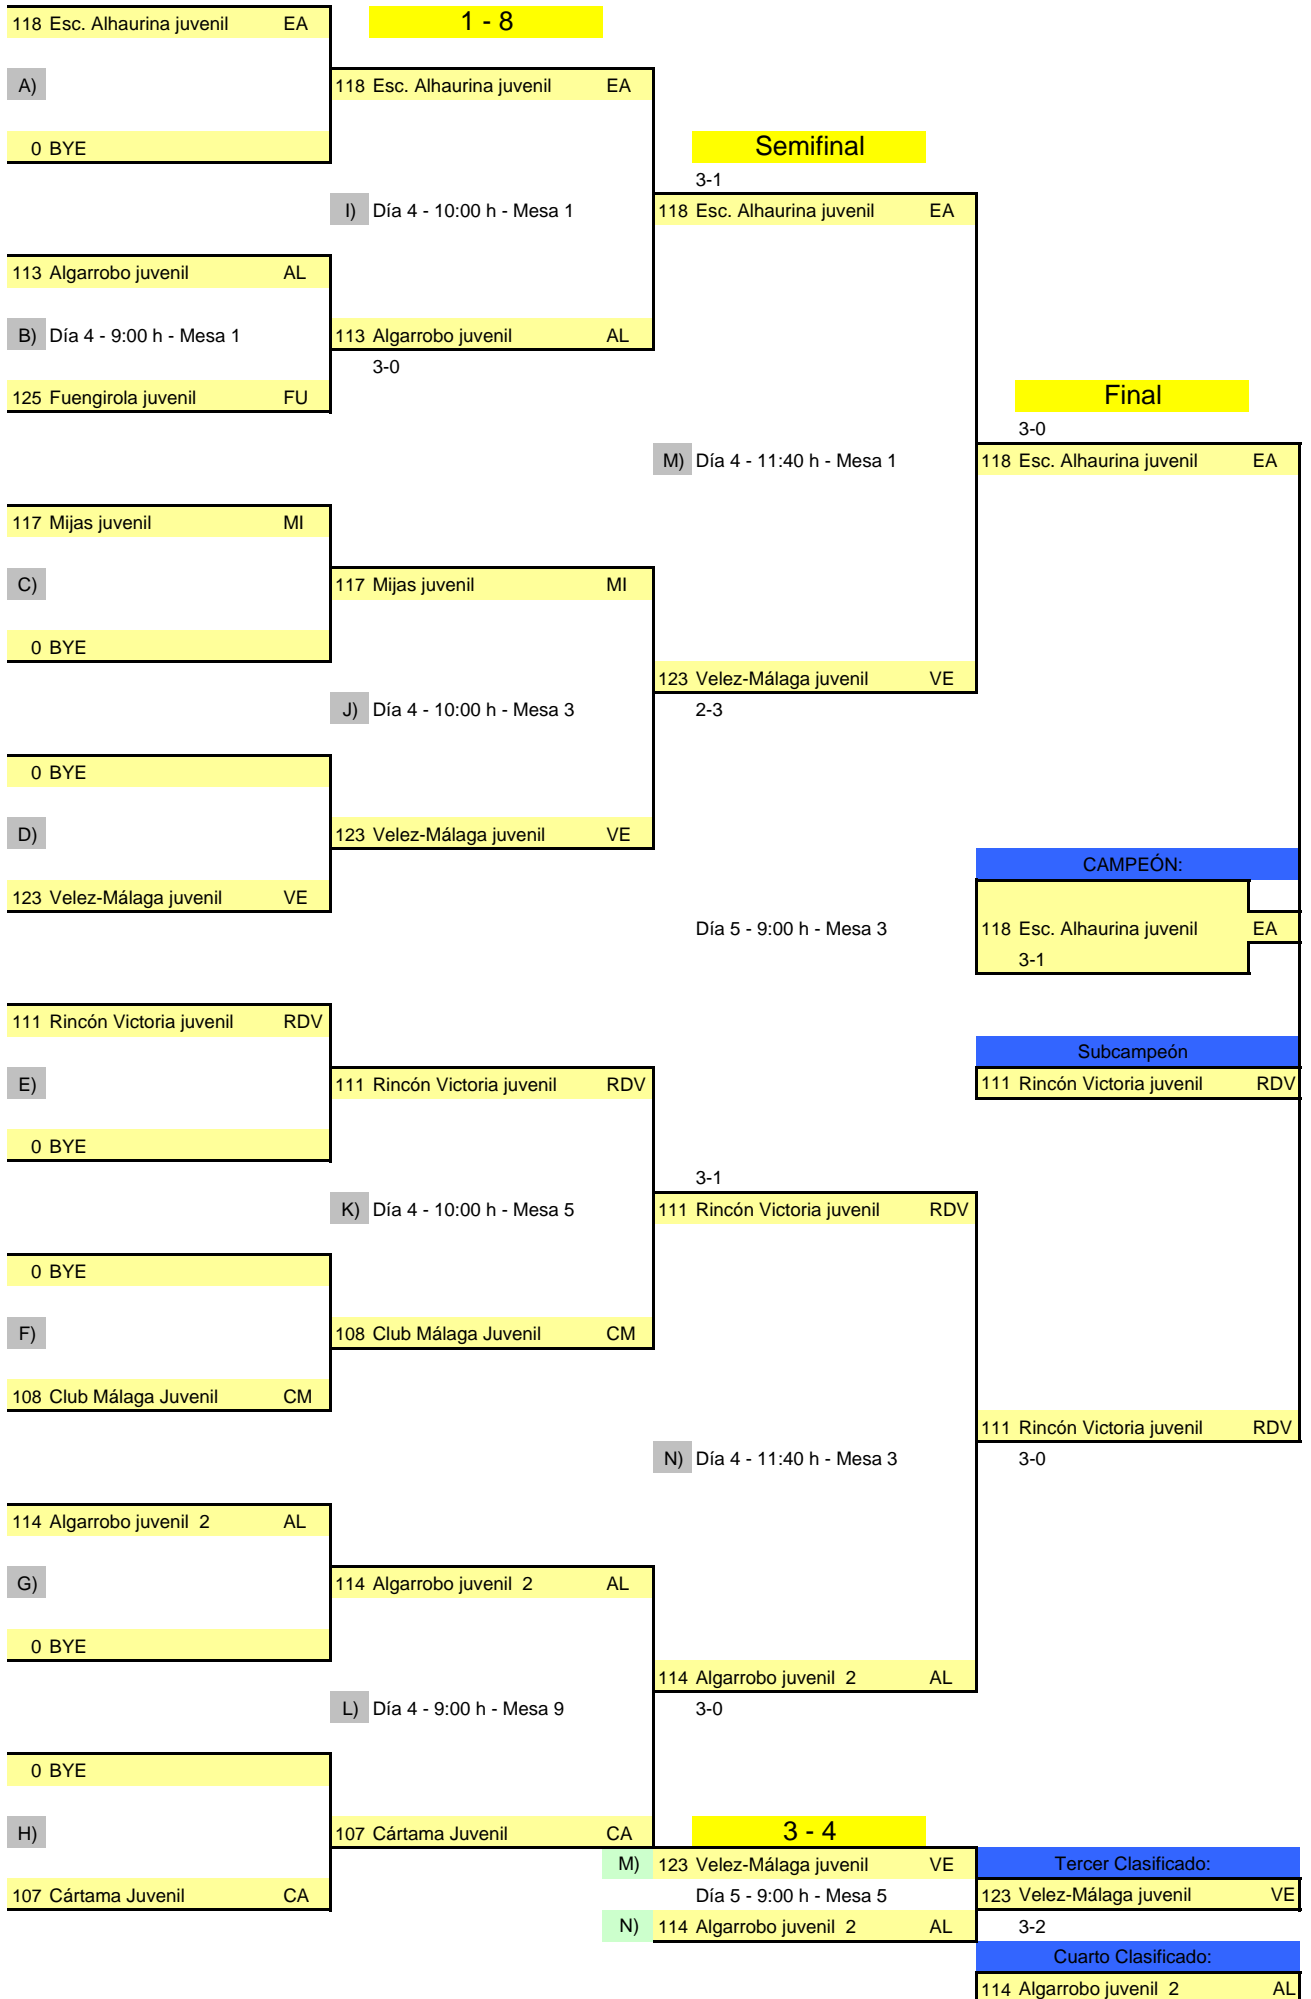 118 Esc. Alhaurina juvenil EA
1 - 8
A)
118 Esc. Alhaurina juvenil EA
0 BYE
Semifinal
3-1
I) Día 4 - 10:00 h - Mesa 1
118 Esc. Alhaurina juvenil EA
113 Algarrobo juvenil AL
B) Día 4 - 9:00 h - Mesa 1
113 Algarrobo juvenil AL
3-0
125 Fuengirola juvenil FU
Final
3-0
M) Día 4 - 11:40 h - Mesa 1
118 Esc. Alhaurina juvenil EA
117 Mijas juvenil MI
C)
117 Mijas juvenil MI
0 BYE
123 Velez-Málaga juvenil VE
J) Día 4 - 10:00 h - Mesa 3
2-3
0 BYE
D)
123 Velez-Málaga juvenil VE
CAMPEÓN:
123 Velez-Málaga juvenil VE
Día 5 - 9:00 h - Mesa 3
118 Esc. Alhaurina juvenil EA
3-1
111 Rincón Victoria juvenil RDV
Subcampeón
E)
111 Rincón Victoria juvenil RDV
111 Rincón Victoria juvenil RDV
0 BYE
3-1
K) Día 4 - 10:00 h - Mesa 5
111 Rincón Victoria juvenil RDV
0 BYE
F)
108 Club Málaga Juvenil CM
108 Club Málaga Juvenil CM
111 Rincón Victoria juvenil RDV
N) Día 4 - 11:40 h - Mesa 3
3-0
114 Algarrobo juvenil 2 AL
G)
114 Algarrobo juvenil 2 AL
0 BYE
114 Algarrobo juvenil 2 AL
L) Día 4 - 9:00 h - Mesa 9
3-0
0 BYE
H)
107 Cártama Juvenil CA
3 - 4
M) 123 Velez-Málaga juvenil VE
Tercer Clasificado:
107 Cártama Juvenil CA
Día 5 - 9:00 h - Mesa 5
123 Velez-Málaga juvenil VE
N) 114 Algarrobo juvenil 2 AL
3-2
Cuarto Clasificado:
114 Algarrobo juvenil 2 AL